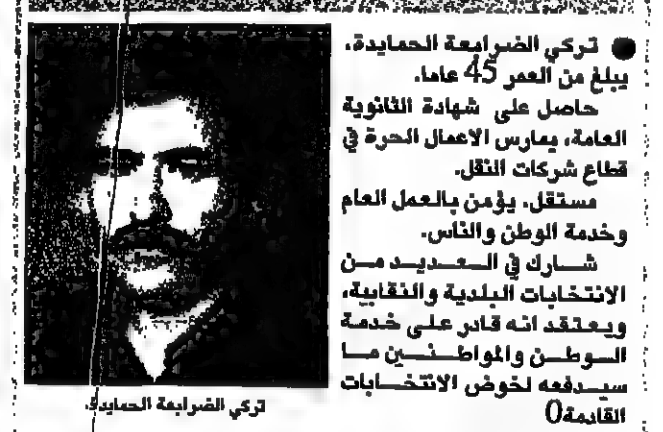 ● تركي الضرابعة الحمايدة،
يبلغ من العمر 45 عاما.
حاصل على شهادة الثانوية
العامة، يمارس الاعمال الحرة في
قطاع شركات النقل.
مستقل، يؤمن بالعمل العام
وخدمة الوطن والناس.
شارك في العديد من
الانتخابات البلدية والنقابية،
ويعتقد انه قادر على خدمة
الوطن والمواطنين ما
سيدفعه لخوض الانتخابات
القادمة0
تركي الضرابعة الحمايدة.